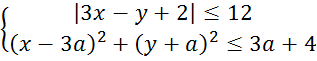 |3x − y + 2| ≤ 12
(x − 3a)² + (y + a)² ≤ 3a + 4